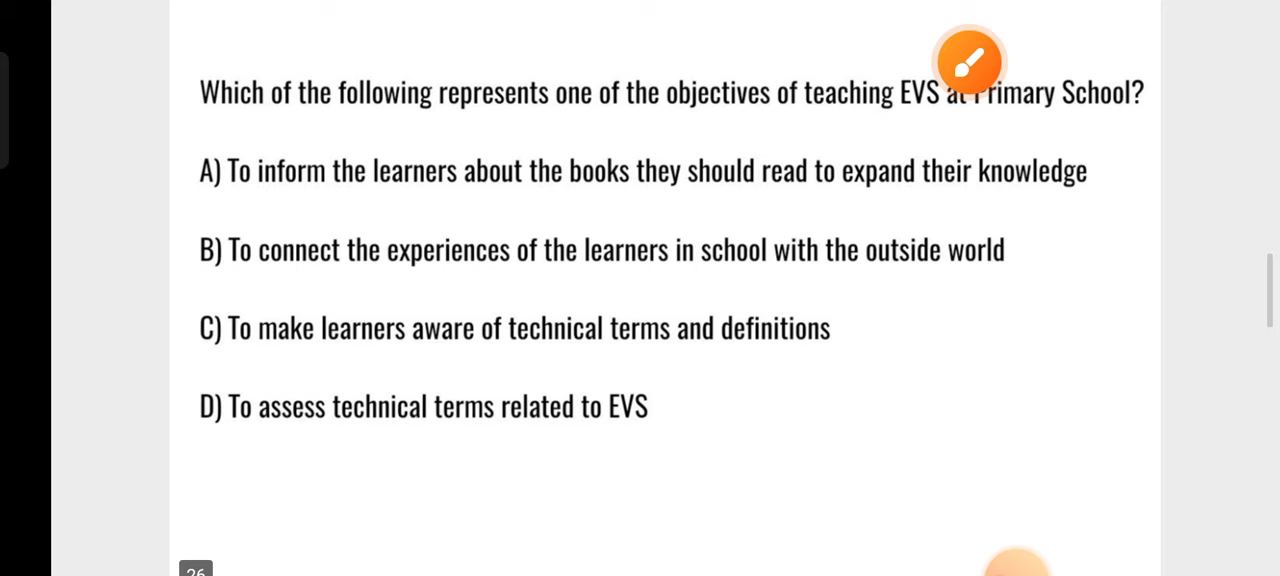 Which of the following represents one of the objectives of teaching EVS at Primary School?
A) To inform the learners about the books they should read to expand their knowledge
B) To connect the experiences of the learners in school with the outside world
C) To make learners aware of technical terms and definitions
D) To assess technical terms related to EVS
26